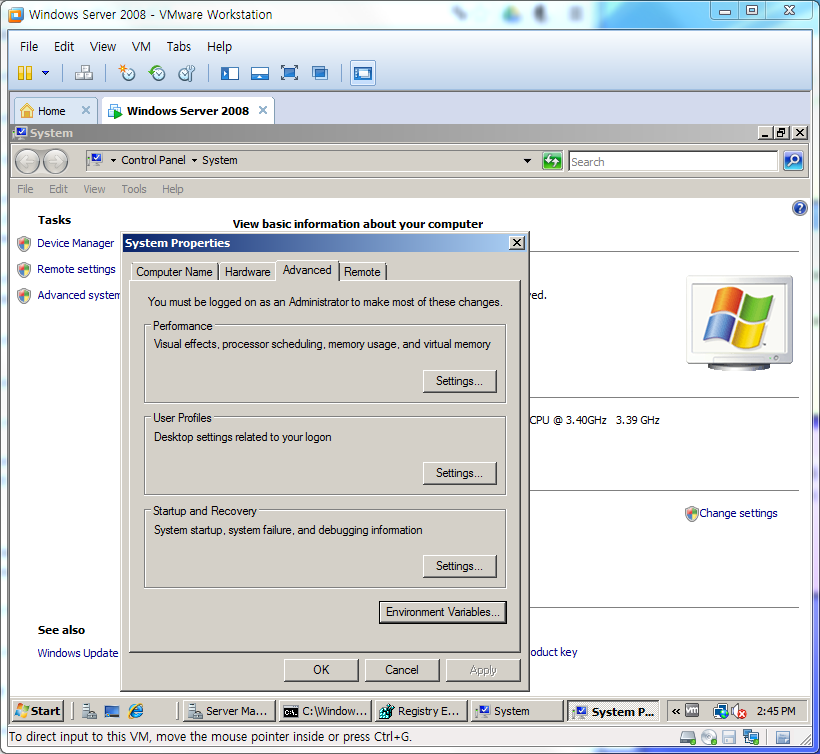 Windows Server 2008 - VMware Workstation
File Edit View VM Tabs Help
Home Windows Server 2008
System
Control Panel System Search
File Edit View Tools Help
Tasks
View basic information about your computer
Device Manager
Remote settings
Advanced system
System Properties
Computer Name Hardware Advanced Remote
You must be logged on as an Administrator to make most of these changes.
ved.
Performance
Visual effects, processor scheduling, memory usage, and virtual memory
Settings...
User Profiles
CPU @ 3.40GHz 3.39 GHz
Desktop settings related to your logon
Settings...
Startup and Recovery
Change settings
System startup, system failure, and debugging information
Settings...
Environment Variables...
See also
Windows Update
oduct key
OK Cancel Apply
Start Server Ma... C:\Window... Registry E... System System P... « vm 2:45 PM
To direct input to this VM, move the mouse pointer inside or press Ctrl+G.